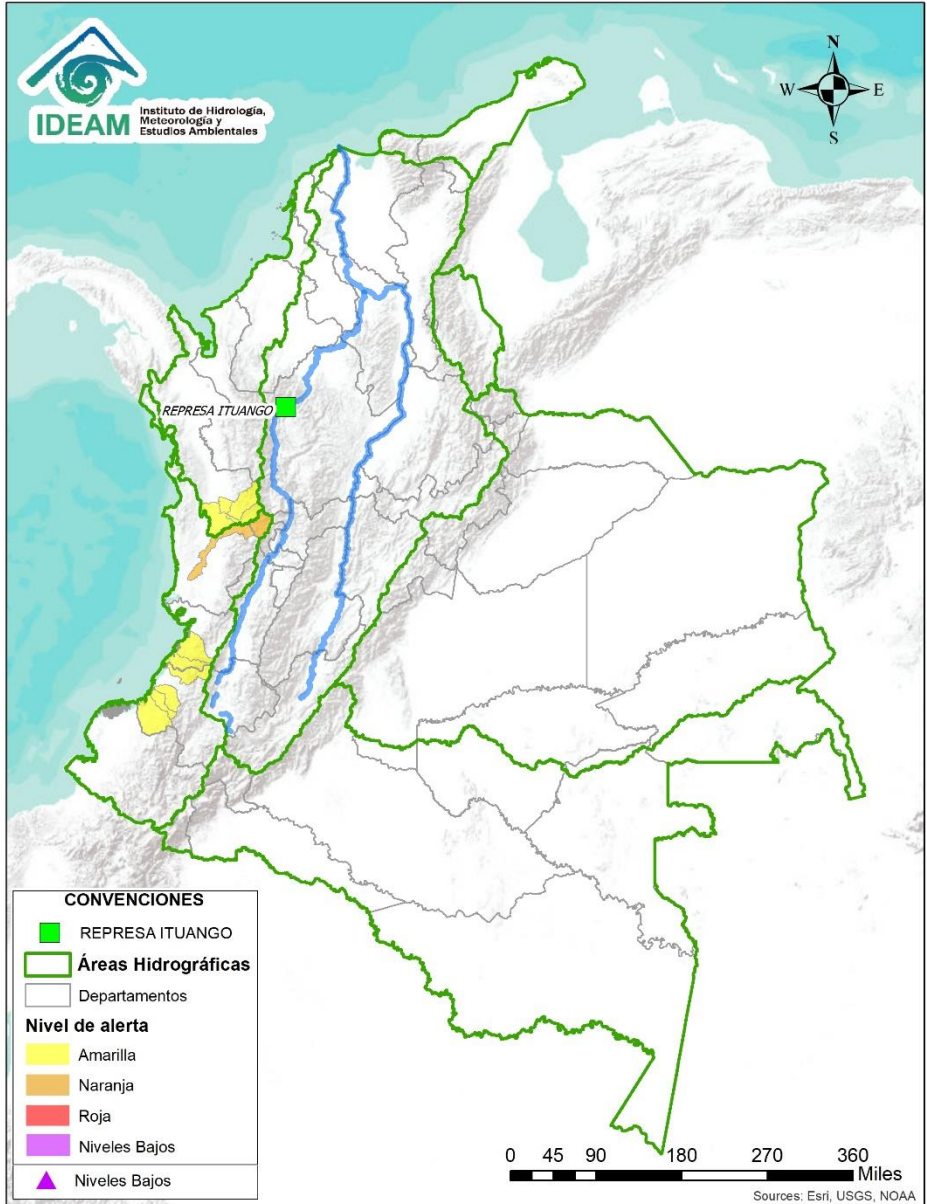 IDEAM
Instituto de Hidrología,
Meteorología y
Estudios Ambientales
N
W
E
S
REPRESA ITUANGO
CONVENCIONES
REPRESA ITUANGO
Áreas Hidrográficas
Departamentos
Nivel de alerta
Amarilla
Naranja
Roja
Niveles Bajos
Niveles Bajos
0 45 90 180 270 360
Miles
Sources: Esri, USGS, NOAA